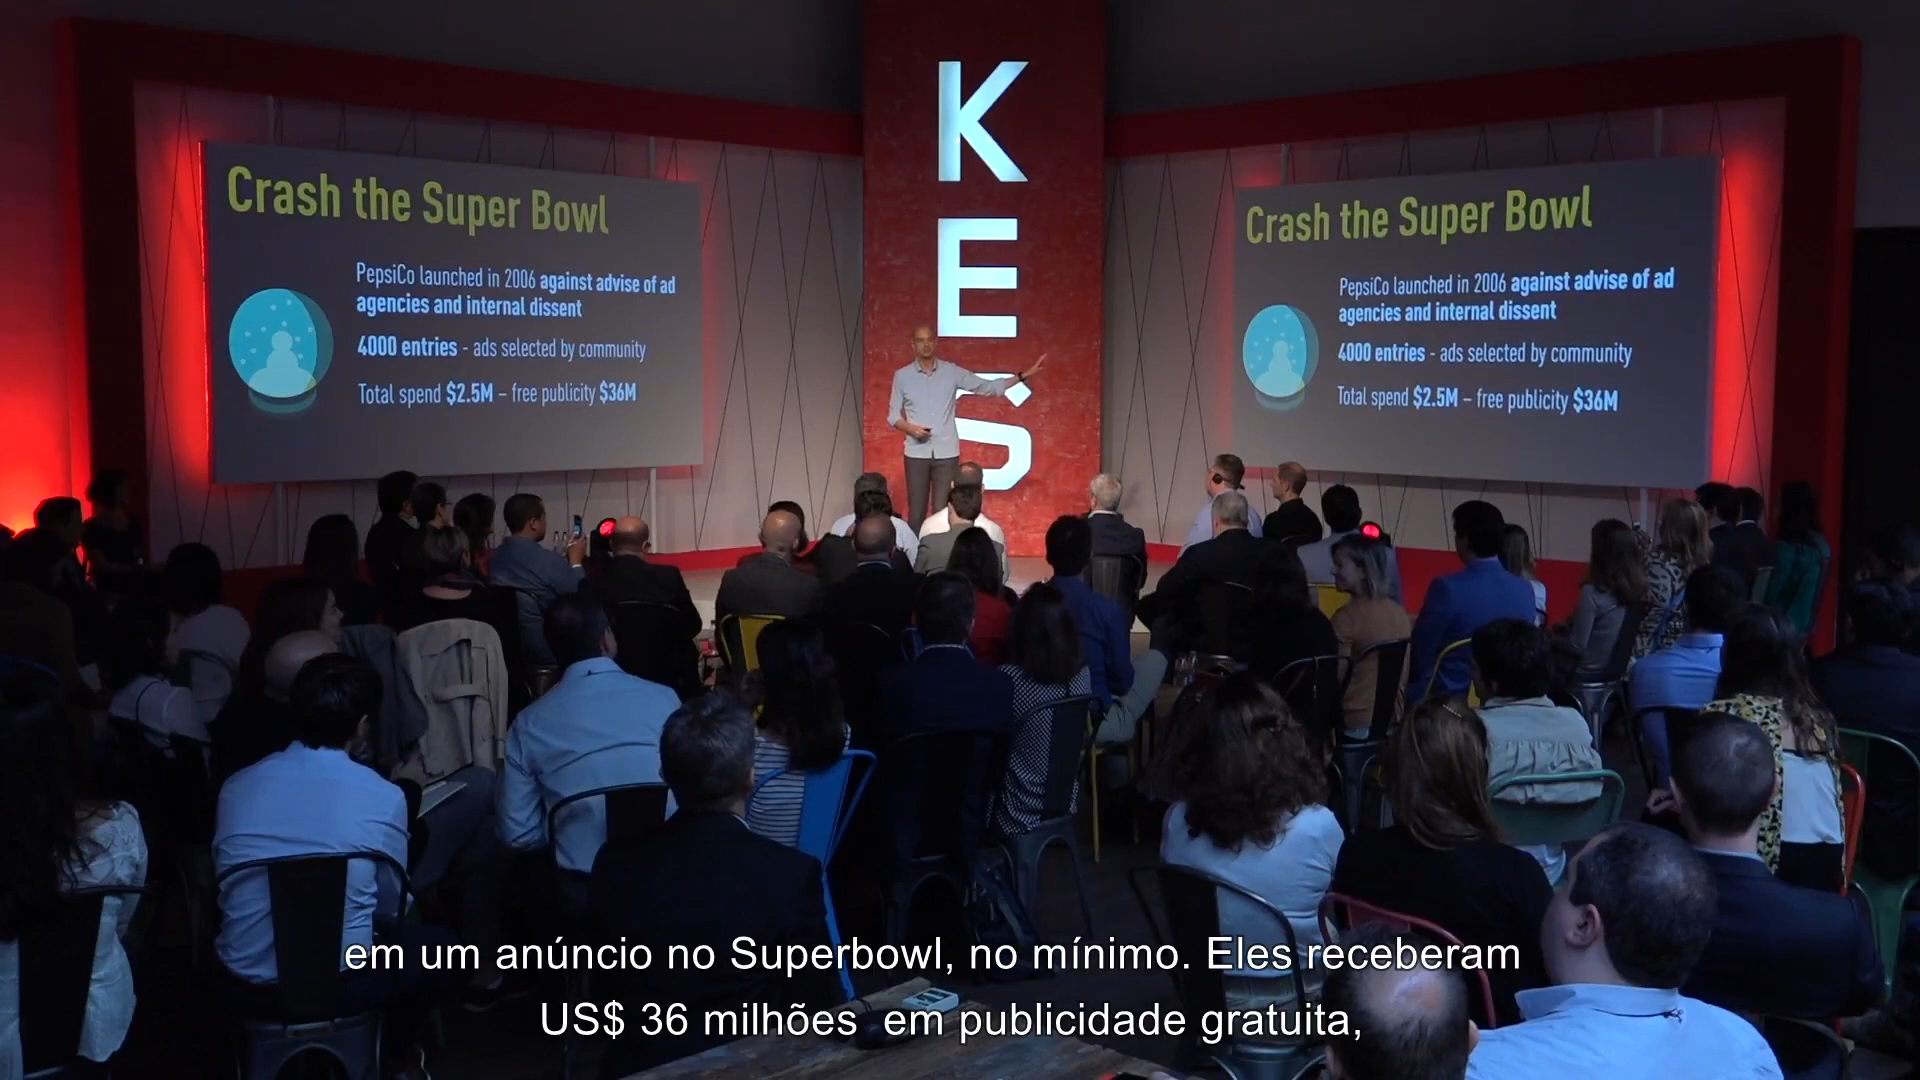 Crash the Super Bowl
PepsiCo launched in 2006 against advise of ad
agencies and internal dissent
4000 entries - ads selected by community
Total spend $2.5M – free publicity $36M
K
E
S
Crash the Super Bowl
PepsiCo launched in 2006 against advise of ad
agencies and internal dissent
4000 entries - ads selected by community
Total spend $2.5M – free publicity $36M
em um anúncio no Superbowl, no mínimo. Eles receberam
US$ 36 milhões em publicidade gratuita,